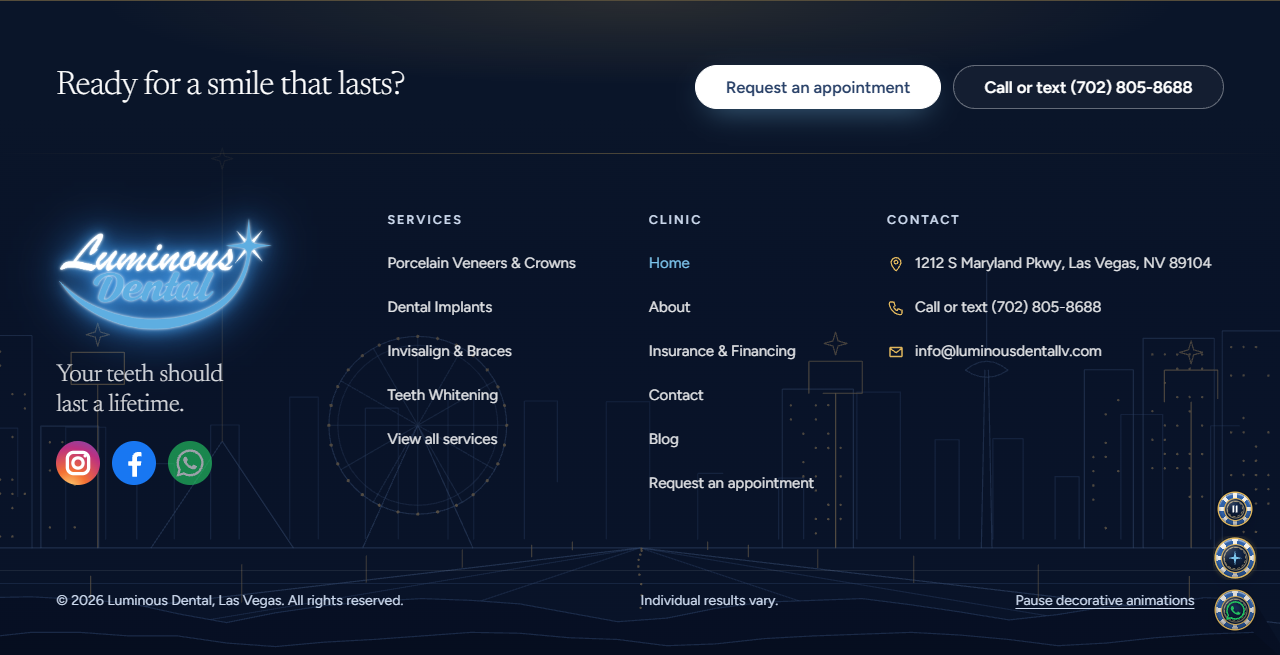 Ready for a smile that lasts?
Request an appointment
Call or text (702) 805-8688
Luminous
Dental
Your teeth should
last a lifetime.
SERVICES
Porcelain Veneers & Crowns
Dental Implants
Invisalign & Braces
Teeth Whitening
View all services
CLINIC
Home
About
Insurance & Financing
Contact
Blog
Request an appointment
CONTACT
1212 S Maryland Pkwy, Las Vegas, NV 89104
Call or text (702) 805-8688
info@luminousdentallv.com
© 2026 Luminous Dental, Las Vegas. All rights reserved.
Individual results vary.
Pause decorative animations